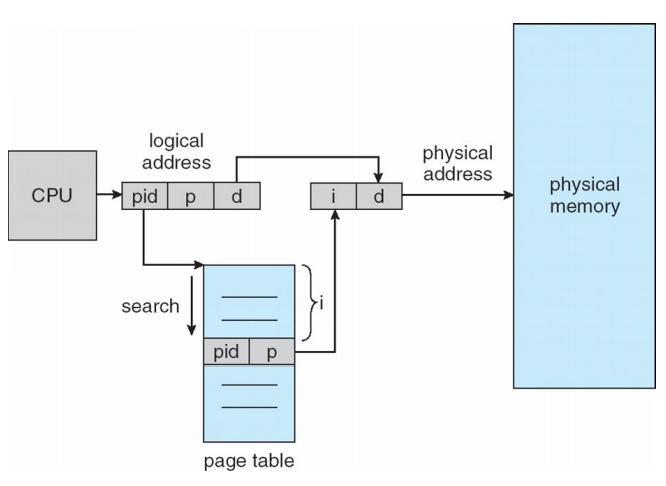 logical
address
physical
address
CPU
pid p d
i d
physical
memory
search
i
pid p
page table